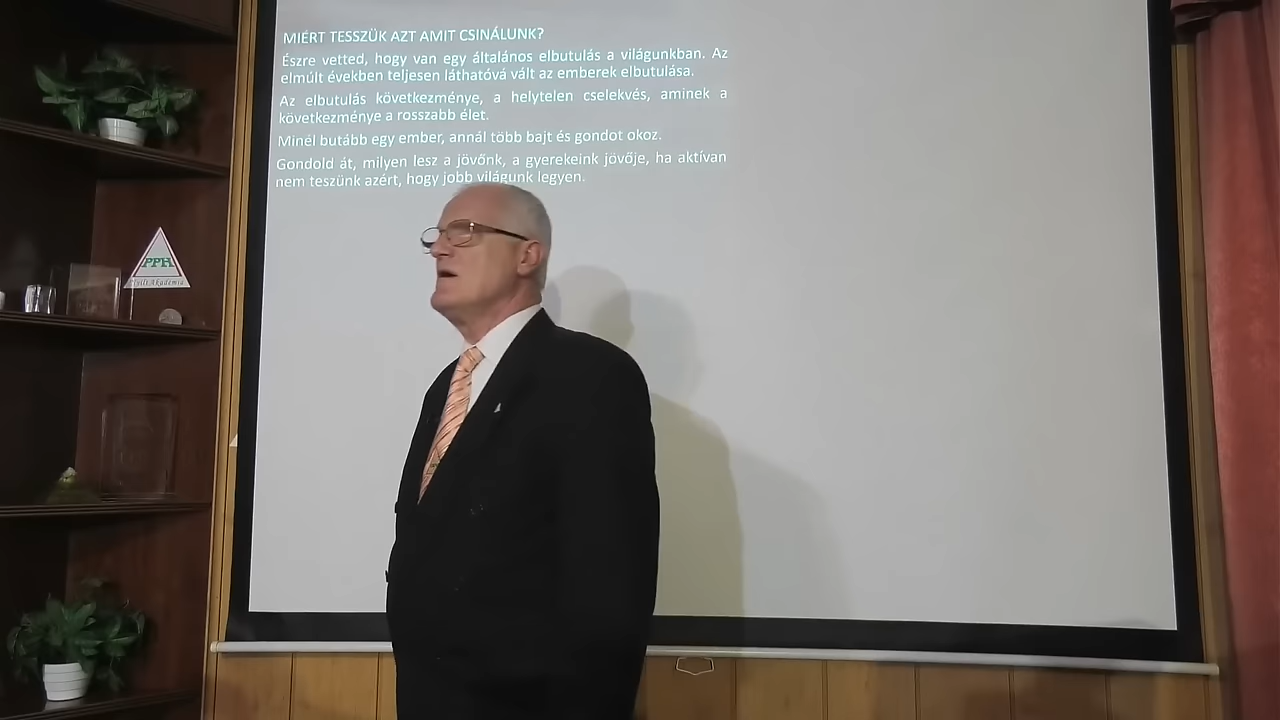 MIÉRT TESSZÜK AZT AMIT CSINÁLUNK?
Észre vetted, hogy van egy általános elbutulás a világunkban. Az
elmúlt években teljesen láthatóvá vált az emberek elbutulása.
Az elbutulás következménye, a helytelen cselekvés, aminek a
következménye a rosszabb élet.
Minél butább egy ember, annál több bajt és gondot okoz.
Gondold át, milyen lesz a jövőnk, a gyerekeink jövője, ha aktívan
nem teszünk azért, hogy jobb világunk legyen.
PPH
Nyílt Akadémia